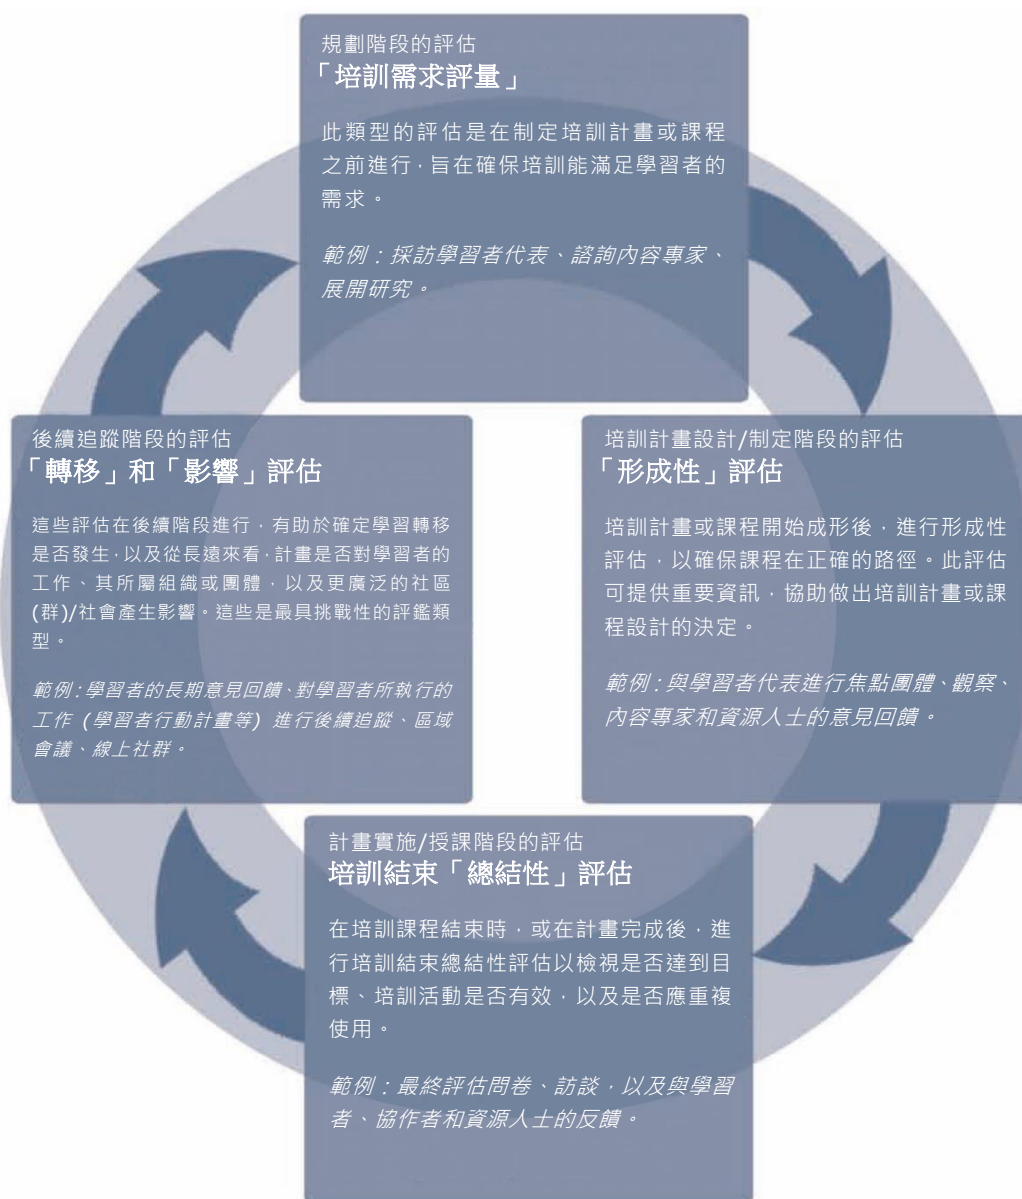 規劃階段的評估
「培訓需求評量」
此類型的評估是在制定培訓計畫或課程
之前進行，旨在確保培訓能滿足學習者的
需求。
範例：採訪學習者代表、諮詢內容專家、
展開研究。
培訓計畫設計/制定階段的評估
「形成性」評估
培訓計畫或課程開始成形後，進行形成性
評估，以確保課程在正確的路徑。此評估
可提供重要資訊，協助做出培訓計畫或課
程設計的決定。
範例：與學習者代表進行焦點團體、觀察、
內容專家和資源人士的意見回饋。
計畫實施/授課階段的評估
培訓結束「總結性」評估
在培訓課程結束時，或在計畫完成後，進
行培訓結束總結性評估以檢視是否達到目
標、培訓活動是否有效，以及是否應重複
使用。
範例：最終評估問卷、訪談，以及與學習
者、協作者和資源人士的反饋。
後續追蹤階段的評估
「轉移」和「影響」評估
這些評估在後續階段進行，有助於確定學習轉移
是否發生，以及從長遠來看，計畫是否對學習者的
工作、其所屬組織或團體，以及更廣泛的社區
(群)/社會產生影響。這些是最具挑戰性的評鑑類
型。
範例：學習者的長期意見回饋、對學習者所執行的
工作 (學習者行動計畫等) 進行後續追蹤、區域
會議、線上社群。